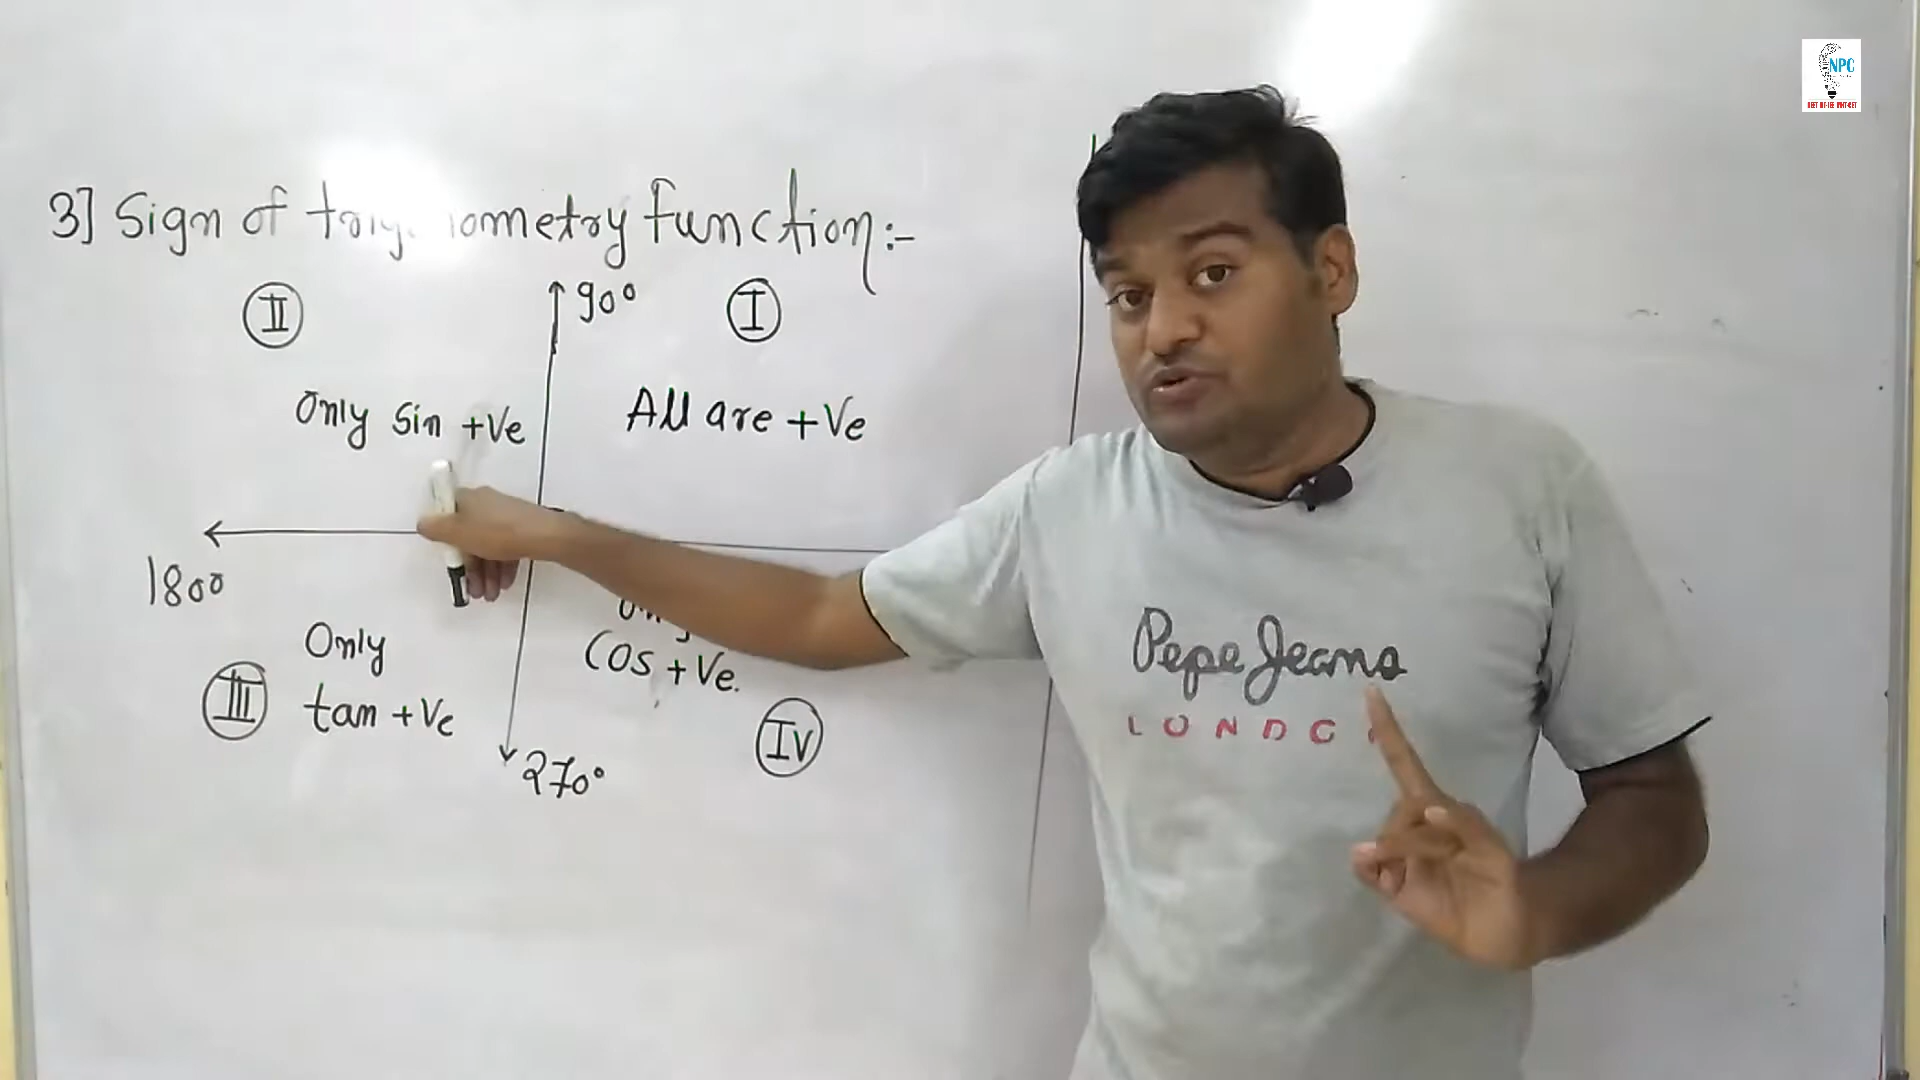 3] Sign of function:-
II
90°
I
Only Sin +Ve
All are +Ve
180°
Only
tan +Ve
III
Cos +Ve.
IV
270°
Pepe Jeans
LONDO
NPC